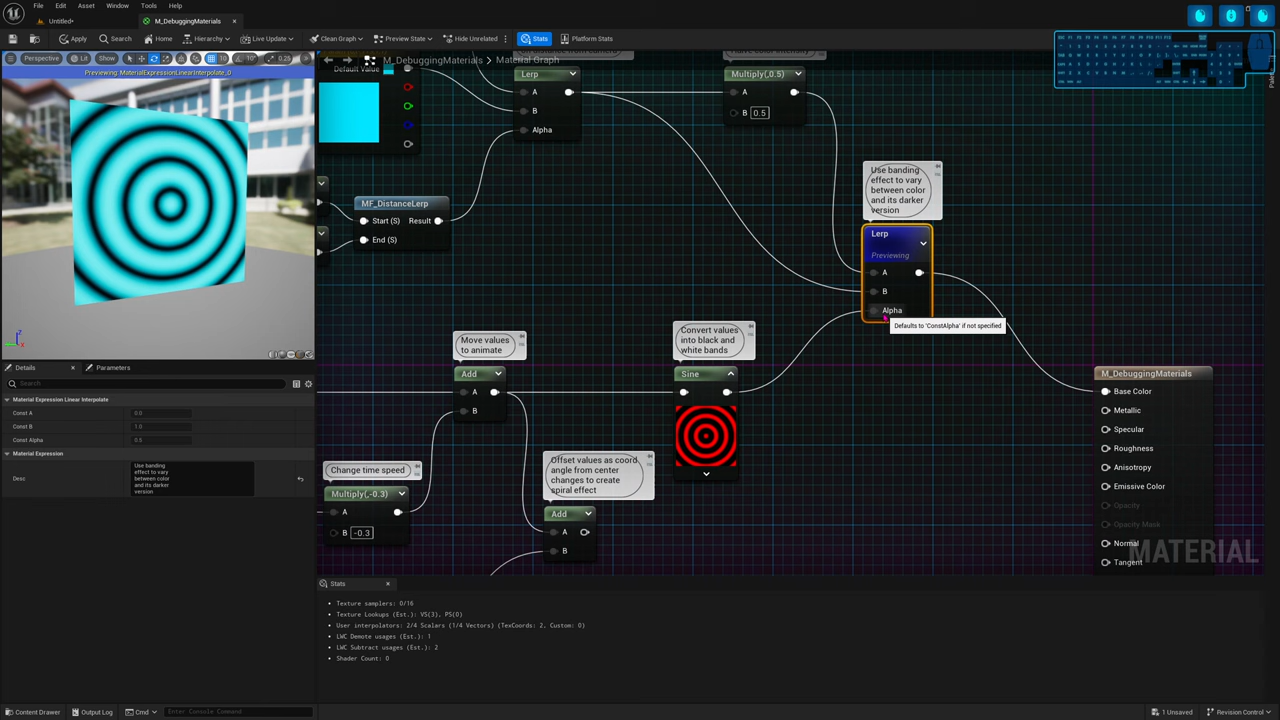 File Edit Asset Window Tools Help
Untitled*
M_DebuggingMaterials
Apply Search Home Hierarchy Live Update Clean Graph Preview State Hide Unrelated Stats Platform Stats
Perspective Lit Show 10 10° 0.25
Previewing: MaterialExpressionLinearInterpolate_0
M_DebuggingMaterials > Material Graph
Default Value
Lerp
A
B
Alpha
Multiply(,0.5)
A
B 0.5
MF_DistanceLerp
Start (S) Result
End (S)
Use banding
effect to vary
between color
and its darker
version
Lerp
Previewing
A
B
Alpha
Defaults to 'ConstAlpha' if not specified
Move values
to animate
Add
A
B
Convert values
into black and
white bands
Sine
Change time speed
Multiply(,-0.3)
A
B -0.3
Offset values as coord
angle from center
changes to create
spiral effect
Add
A
B
M_DebuggingMaterials
Base Color
Metallic
Specular
Roughness
Anisotropy
Emissive Color
Opacity
Opacity Mask
Normal
Tangent
MATERIAL
Details Parameters
Search
Material Expression Linear Interpolate
Const A 0.0
Const B 1.0
Const Alpha 0.5
Material Expression
Desc
Use banding
effect to vary
between color
and its darker
version
Stats
Texture samplers: 0/16
Texture Lookups (Est.): VS(3), PS(0)
User interpolators: 2/4 Scalars (1/4 Vectors) (TexCoords: 2, Custom: 0)
LWC Demote usages (Est.): 1
LWC Subtract usages (Est.): 2
Shader Count: 0
Content Drawer Output Log Cmd Enter Console Command 1 Unsaved Revision Control